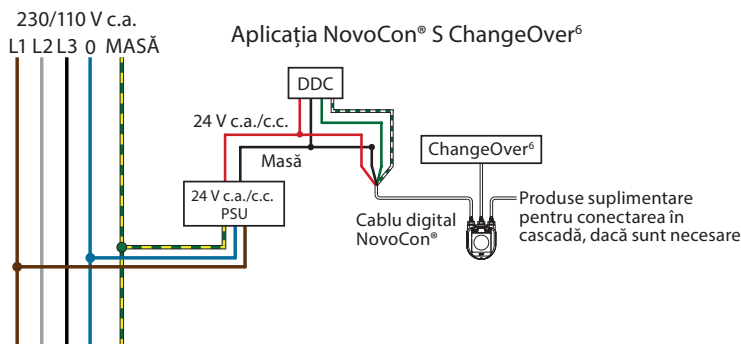 230/110 V c.a.
L1 L2 L3 0 MASĂ
Aplicația NovoCon® S ChangeOver⁶
DDC
24 V c.a./c.c.
Masă
ChangeOver⁶
24 V c.a./c.c.
PSU
Cablu digital
NovoCon®
Produse suplimentare
pentru conectarea în
cascadă, dacă sunt necesare